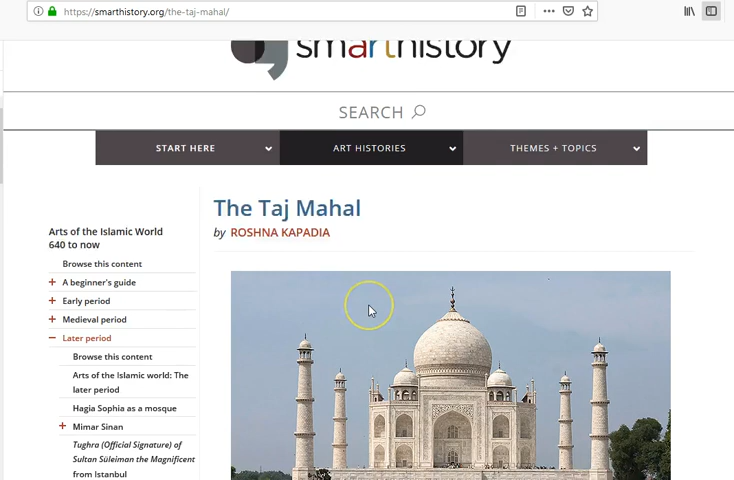 https://smarthistory.org/the-taj-mahal/
smarthistory
SEARCH
START HERE
ART HISTORIES
THEMES + TOPICS
The Taj Mahal
by ROSHNA KAPADIA
Arts of the Islamic World
640 to now
Browse this content
+ A beginner's guide
+ Early period
+ Medieval period
− Later period
Browse this content
Arts of the Islamic world: The
later period
Hagia Sophia as a mosque
+ Mimar Sinan
Tughra (Official Signature) of
Sultan Süleiman the Magnificent
from Istanbul